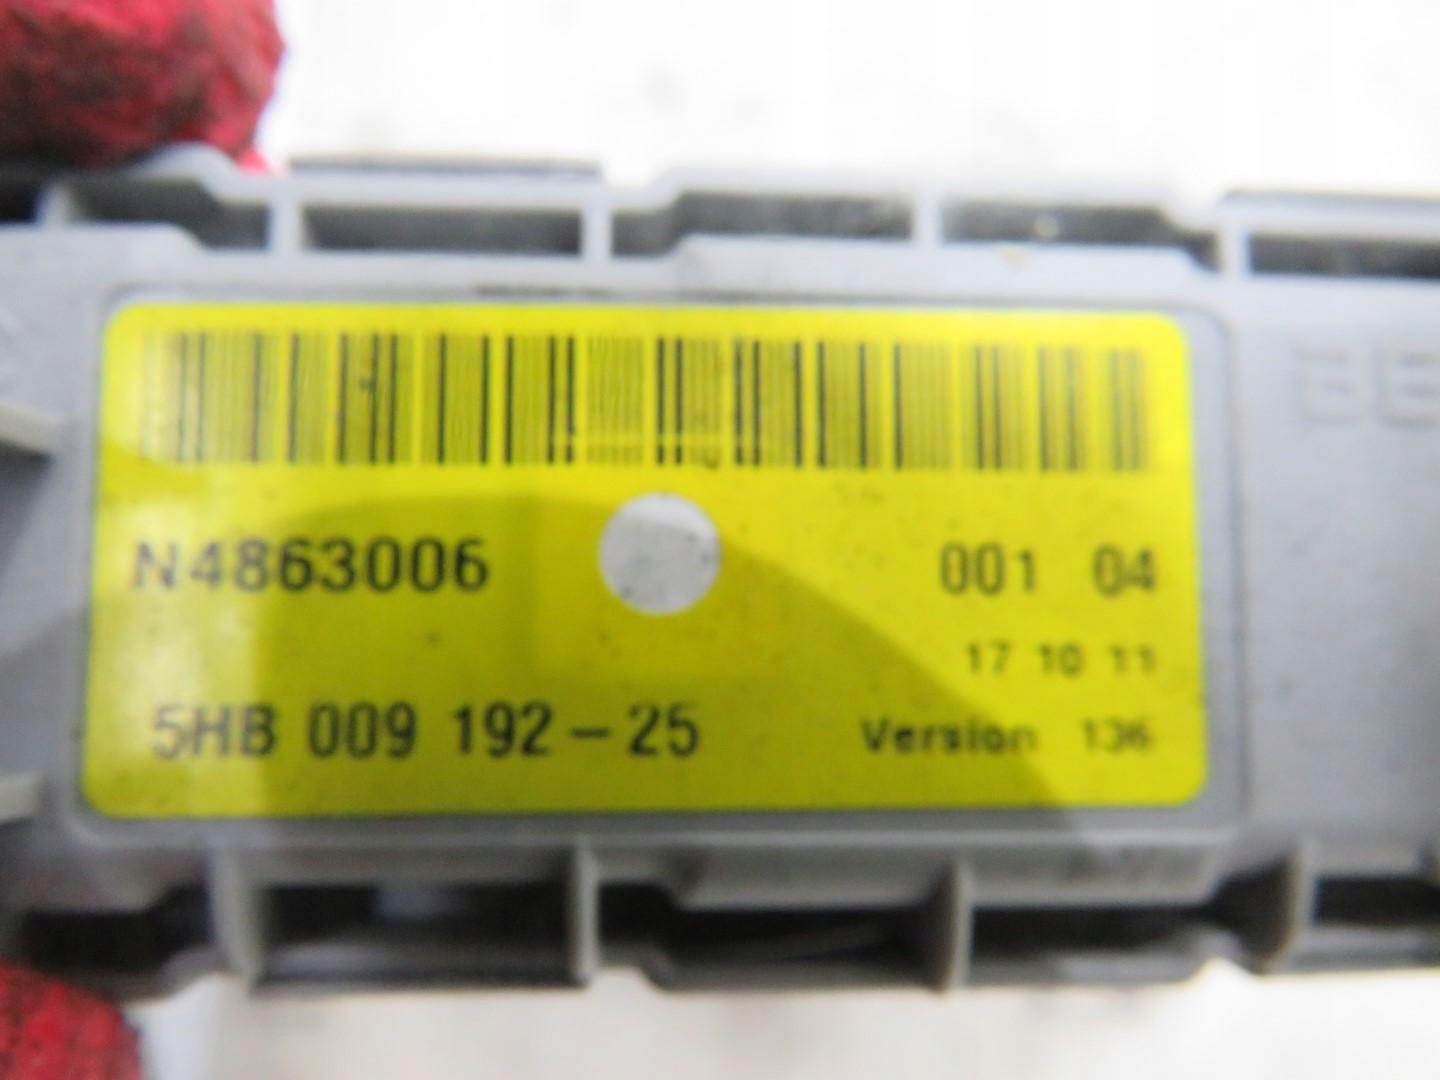 N4863006 001 04
17 10 11
5HB 009 192-25 Version 136